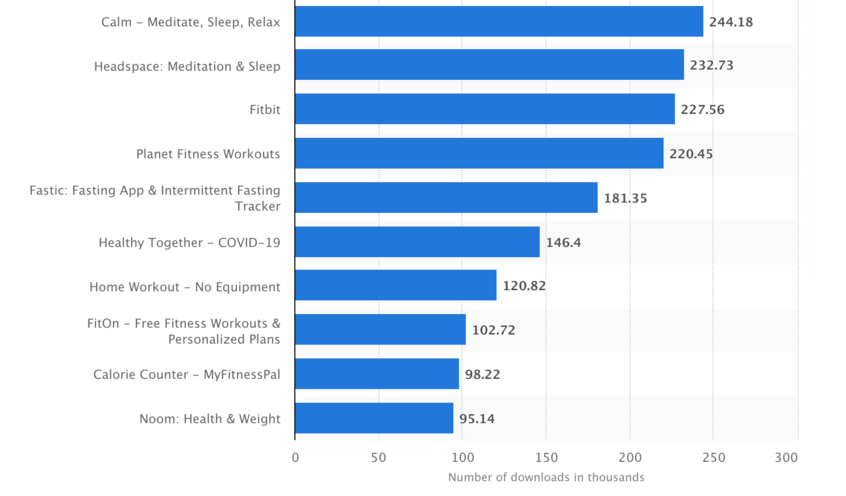 Calm – Meditate, Sleep, Relax 244.18
Headspace: Meditation & Sleep 232.73
Fitbit 227.56
Planet Fitness Workouts 220.45
Fastic: Fasting App & Intermittent Fasting
Tracker 181.35
Healthy Together – COVID-19 146.4
Home Workout – No Equipment 120.82
FitOn – Free Fitness Workouts &
Personalized Plans 102.72
Calorie Counter – MyFitnessPal 98.22
Noom: Health & Weight 95.14
0 50 100 150 200 250 300
Number of downloads in thousands